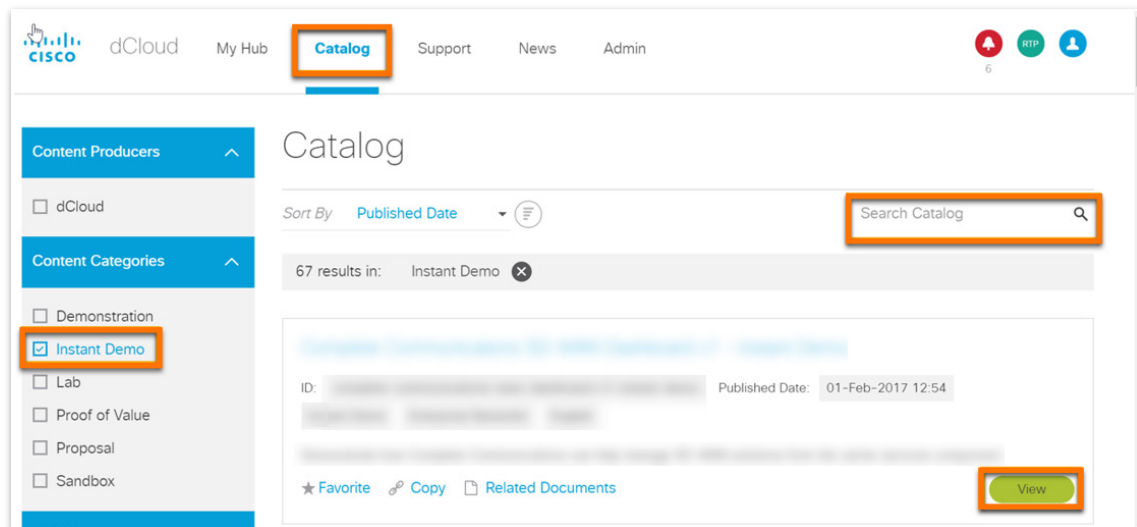 CISCO dCloud My Hub Catalog Support News Admin RTP
6
Content Producers
dCloud
Content Categories
Demonstration
Instant Demo
Lab
Proof of Value
Proposal
Sandbox
Catalog
Sort By Published Date
Search Catalog
67 results in: Instant Demo
ID: Published Date: 01-Feb-2017 12:54
Favorite Copy Related Documents View